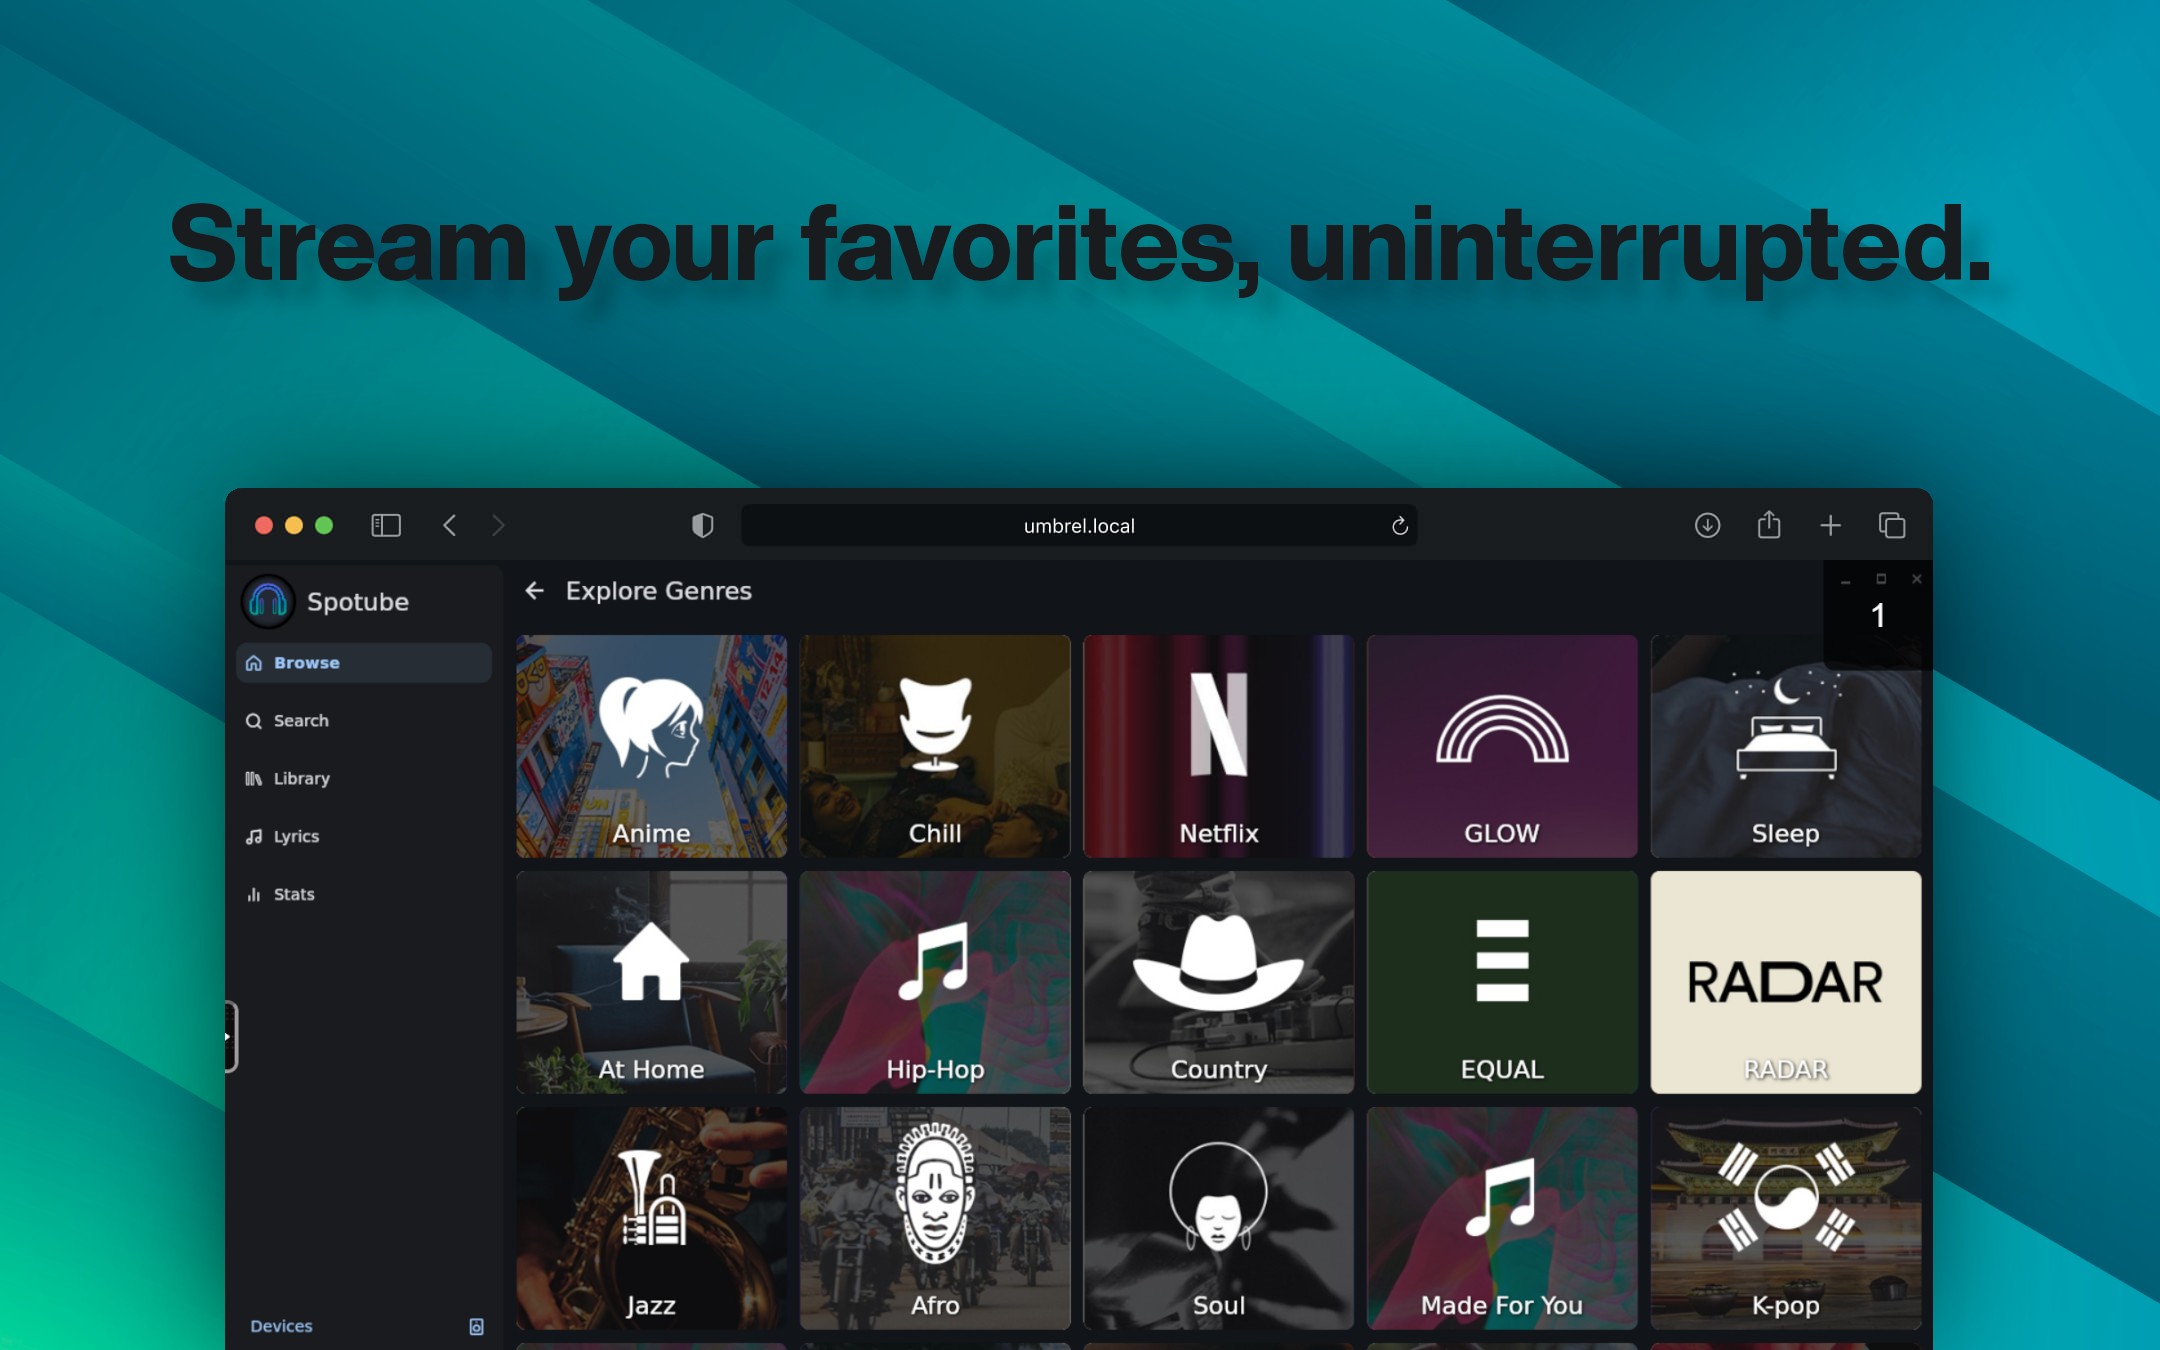 Stream your favorites, uninterrupted.
umbrel.local
Spotube
Explore Genres
1
Browse
Search
Library
Lyrics
Stats
Devices
Anime
Chill
Netflix
GLOW
Sleep
At Home
Hip-Hop
Country
EQUAL
RADAR
RADAR
Jazz
Afro
Soul
Made For You
K-pop